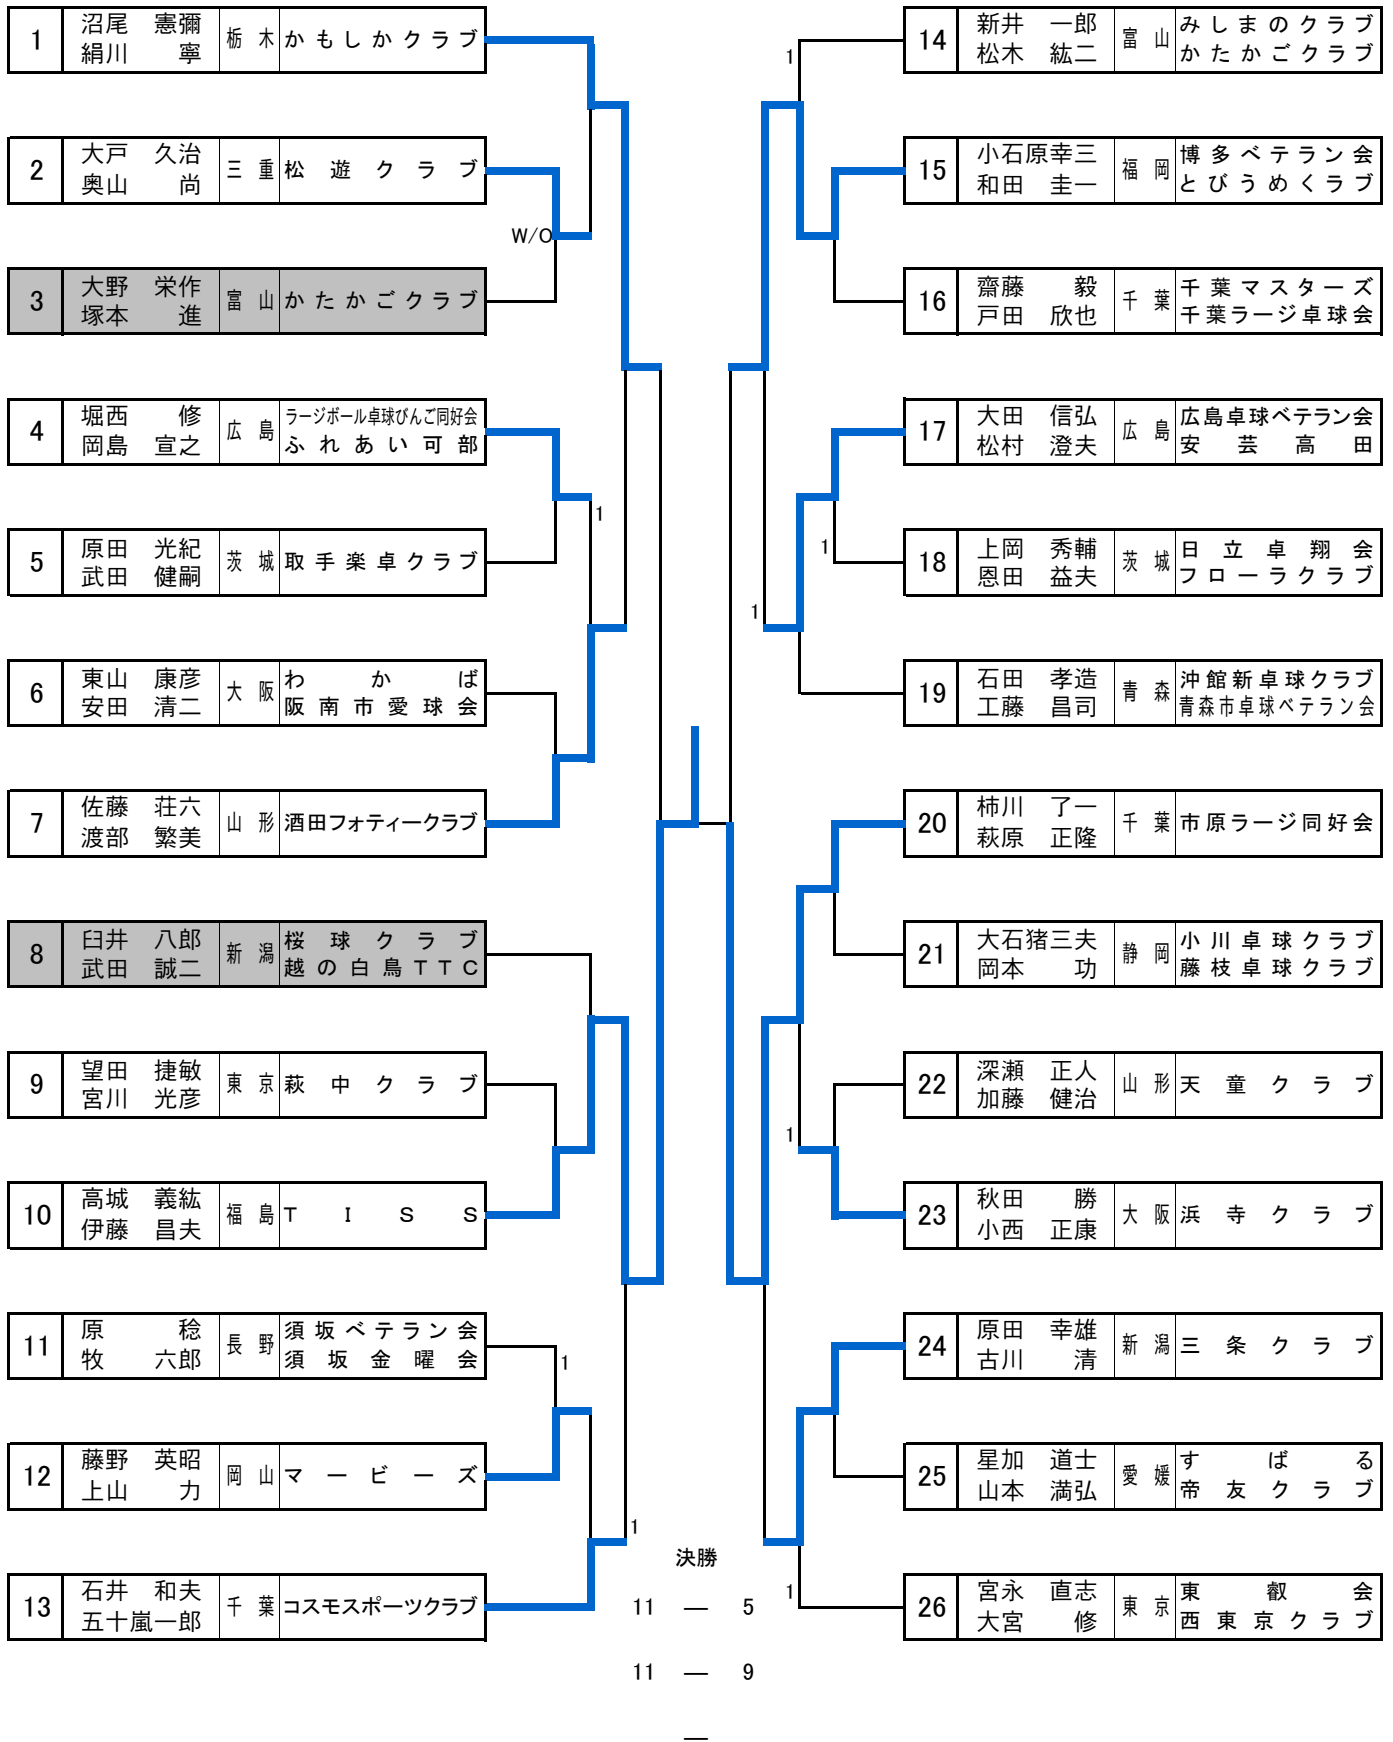 1 沼尾 憲彌 栃木 かもしかクラブ
絹川 寧
2 大戸 久治 三重 松遊クラブ
奥山 尚
W/O
3 大野 栄作 富山 かたかごクラブ
塚本 進
4 堀西 修 広島 ラージボール卓球びんご同好会
岡島 宣之 ふれあい可部
1
5 原田 光紀 茨城 取手楽卓クラブ
武田 健嗣
6 東山 康彦 大阪 わかば
安田 清二 阪南市愛球会
7 佐藤 荘六 山形 酒田フォティークラブ
渡部 繁美
8 臼井 八郎 新潟 桜球クラブ
武田 誠二 越の白鳥TTC
9 望田 捷敏 東京 萩中クラブ
宮川 光彦
10 高城 義紘 福島 TISS
伊藤 昌夫
11 原 稔 長野 須坂ベテラン会
牧 六郎 須坂金曜会
1
12 藤野 英昭 岡山 マービーズ
上山 力
1
13 石井 和夫 千葉 コスモスポーツクラブ
五十嵐一郎
14 新井 一郎 富山 みしまのクラブ
松木 紘二 かたかごクラブ
1
15 小石原幸三 福岡 博多ベテラン会
和田 圭一 とびうめくラブ
16 齋藤 毅 千葉 千葉マスターズ
戸田 欣也 千葉ラージ卓球会
17 大田 信弘 広島 広島卓球ベテラン会
松村 澄夫 安芸高田
1
18 上岡 秀輔 茨城 日立卓翔会
恩田 益夫 フローラクラブ
1
19 石田 孝造 青森 沖館新卓球クラブ
工藤 昌司 青森市卓球ベテラン会
20 柿川 了一 千葉 市原ラージ同好会
萩原 正隆
21 大石猪三夫 静岡 小川卓球クラブ
岡本 功 藤枝卓球クラブ
22 深瀬 正人 山形 天童クラブ
加藤 健治
1
23 秋田 勝 大阪 浜寺クラブ
小西 正康
24 原田 幸雄 新潟 三条クラブ
古川 清
25 星加 道士 愛媛 すばる
山本 満弘 帝友クラブ
1
26 宮永 直志 東京 東叡会
大宮 修 西東京クラブ
決勝
11 — 5
11 — 9
—